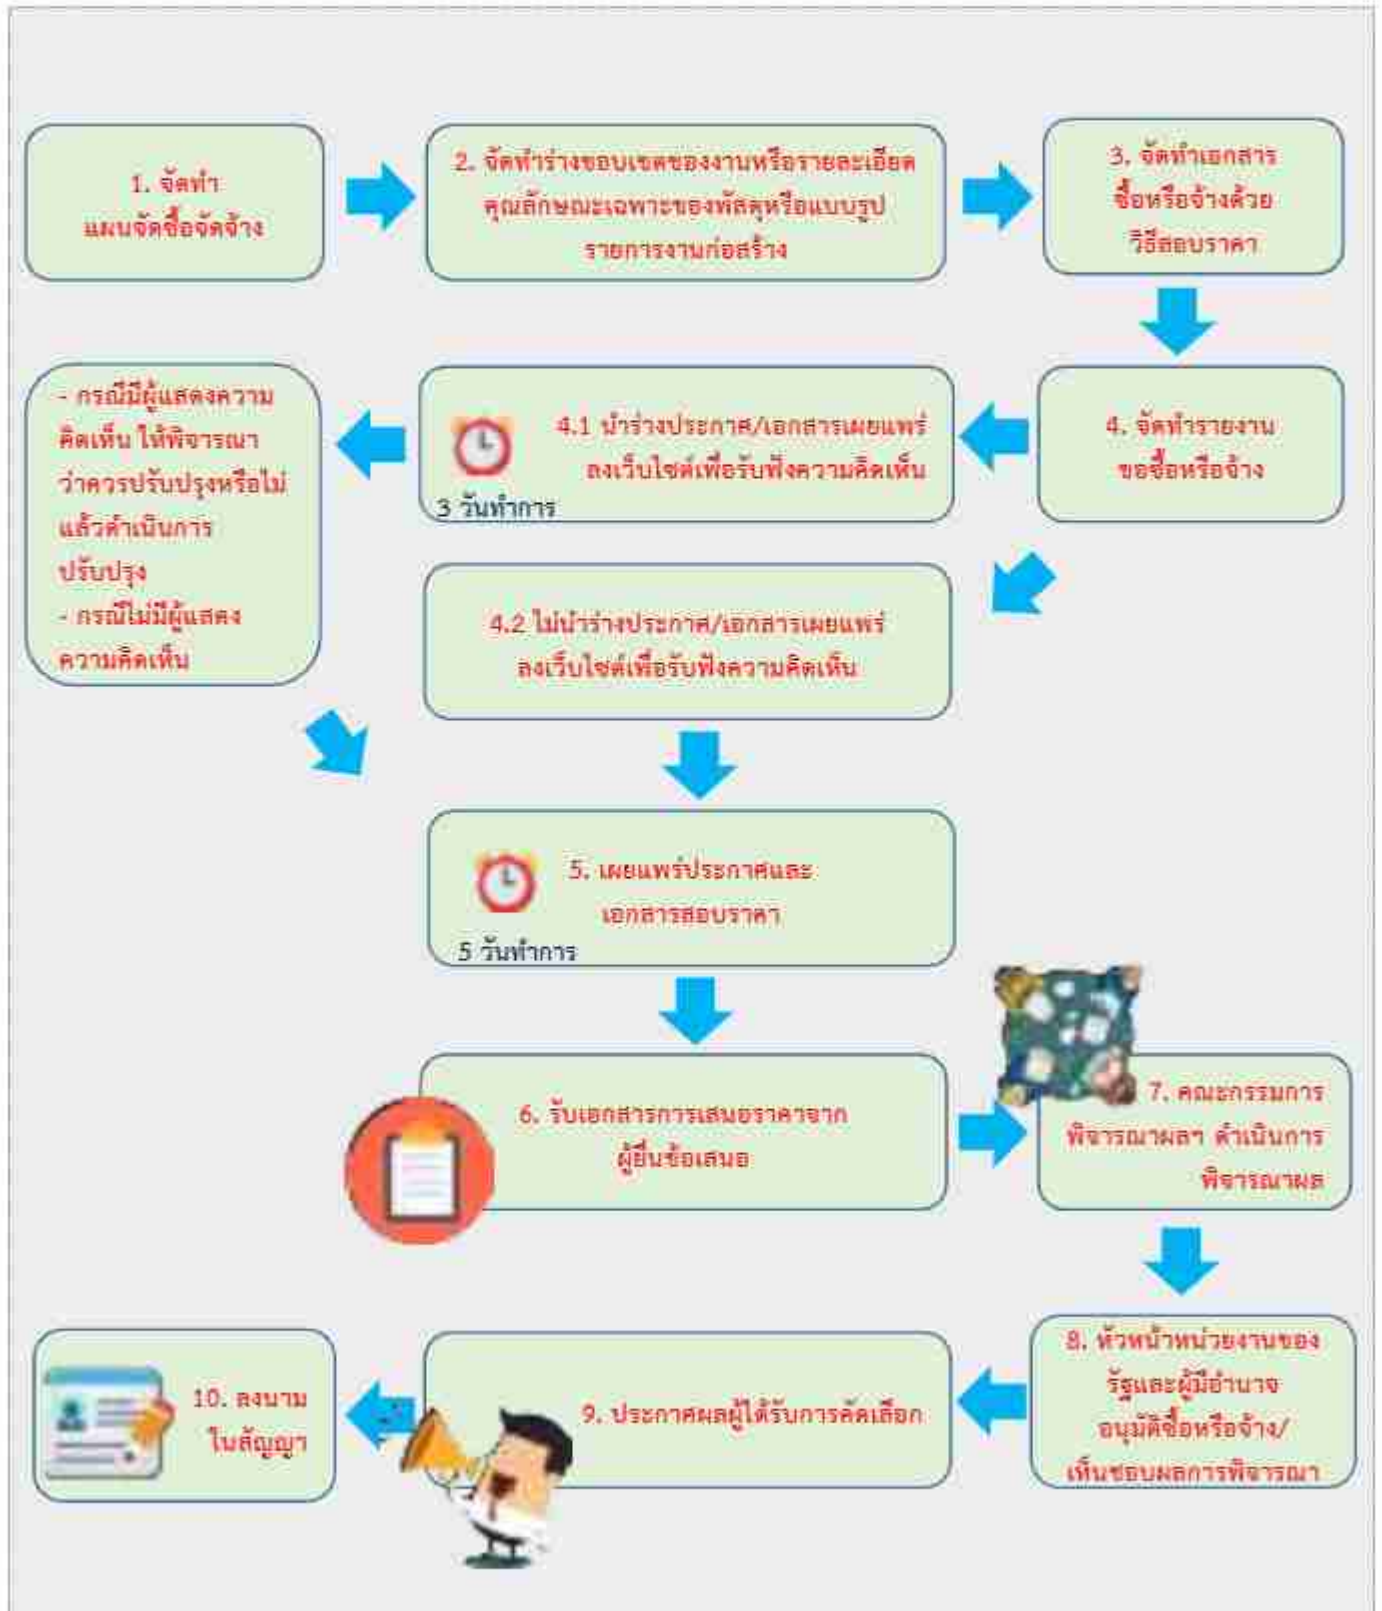 1. จัดทำ
แผนจัดซื้อจัดจ้าง
2. จัดทำร่างขอบเขตของงานหรือรายละเอียด
คุณลักษณะเฉพาะของพัสดุหรือแบบรูป
รายการงานก่อสร้าง
3. จัดทำเอกสาร
ซื้อหรือจ้างด้วย
วิธีสอบราคา
4. จัดทำรายงาน
ขอซื้อหรือจ้าง
4.1 นำร่างประกาศ/เอกสารเผยแพร่
ลงเว็บไซต์เพื่อรับฟังความคิดเห็น
3 วันทำการ
- กรณีมีผู้แสดงความ
คิดเห็น ให้พิจารณา
ว่าควรปรับปรุงหรือไม่
แล้วดำเนินการ
ปรับปรุง
- กรณีไม่มีผู้แสดง
ความคิดเห็น
4.2 ไม่นำร่างประกาศ/เอกสารเผยแพร่
ลงเว็บไซต์เพื่อรับฟังความคิดเห็น
5. เผยแพร่ประกาศและ
เอกสารสอบราคา
5 วันทำการ
6. รับเอกสารการเสนอราคาจาก
ผู้ยื่นข้อเสนอ
7. คณะกรรมการ
พิจารณาผลฯ ดำเนินการ
พิจารณาผล
8. หัวหน้าหน่วยงานของ
รัฐและผู้มีอำนาจ
อนุมัติซื้อหรือจ้าง/
เห็นชอบผลการพิจารณา
9. ประกาศผลผู้ได้รับการคัดเลือก
10. ลงนาม
ในสัญญา